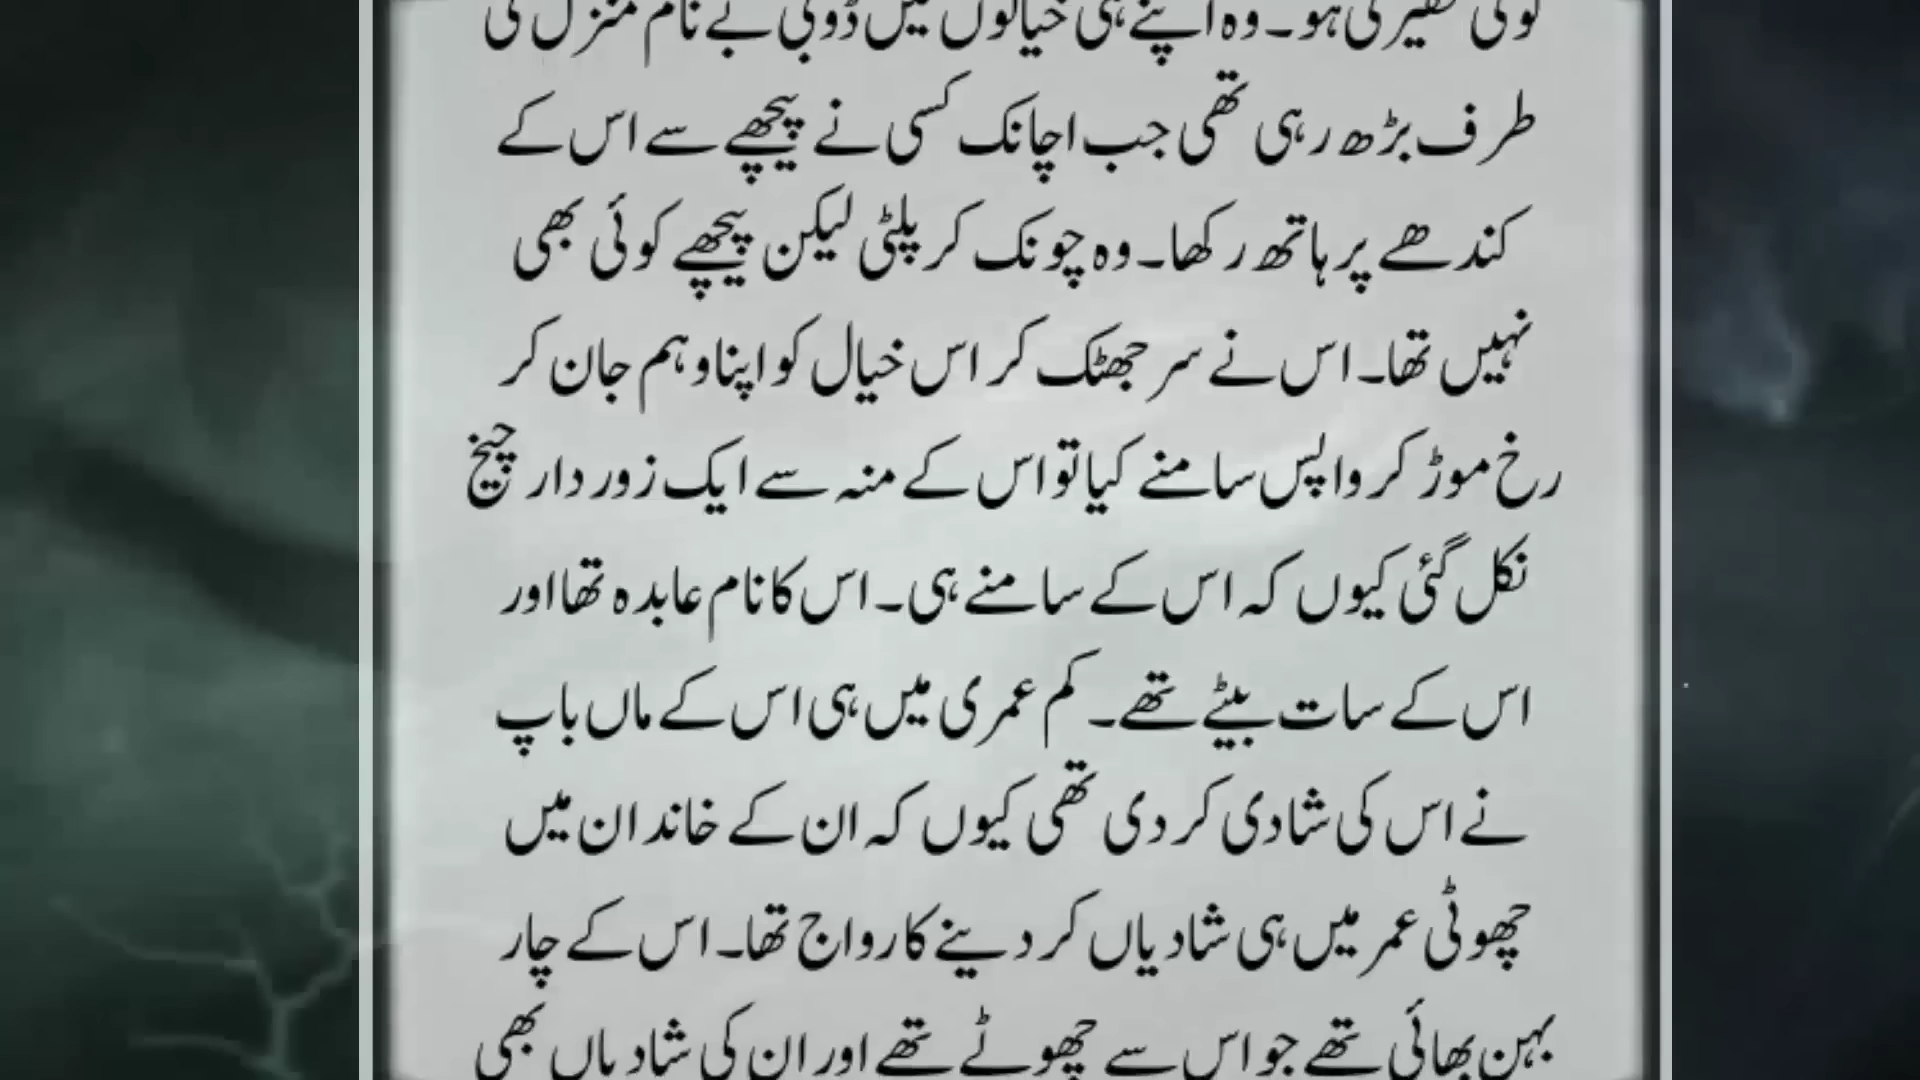 کوئی فقیرنی ہو۔ وہ اپنے ہی خیالوں میں ڈوبی بے نام منزل کی
طرف بڑھ رہی تھی جب اچانک کسی نے پیچھے سے اس کے
کندھے پر ہاتھ رکھا۔ وہ چونک کر پلٹی لیکن پیچھے کوئی بھی
نہیں تھا۔ اس نے سر جھٹک کر اس خیال کو اپنا وہم جان کر
رخ موڑ کر واپس سامنے کیا تو اس کے منہ سے ایک زور دار چیخ
نکل گئی کیوں کہ اس کے سامنے ہی۔ اس کا نام عابدہ تھا اور
اس کے سات بیٹے تھے۔ کم عمری میں ہی اس کے ماں باپ
نے اس کی شادی کر دی تھی کیوں کہ ان کے خاندان میں
چھوٹی عمر میں ہی شادیاں کر دینے کا رواج تھا۔ اس کے چار
بہن بھائی تھے جو اس سے چھوٹے تھے اور ان کی شادیاں بھی